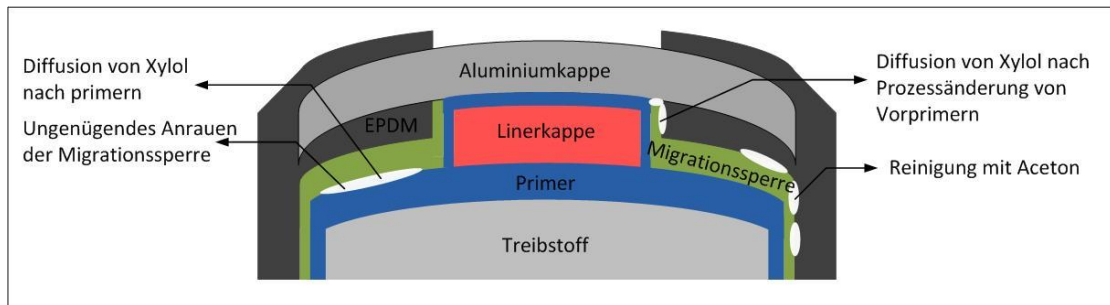 Diffusion von Xylol
nach primern
Ungenügendes Anrauen
der Migrationssperre
Aluminiumkappe
EPDM
Linerkappe
Migrationssperre
Primer
Treibstoff
Diffusion von Xylol nach
Prozessänderung von
Vorprimern
Reinigung mit Aceton